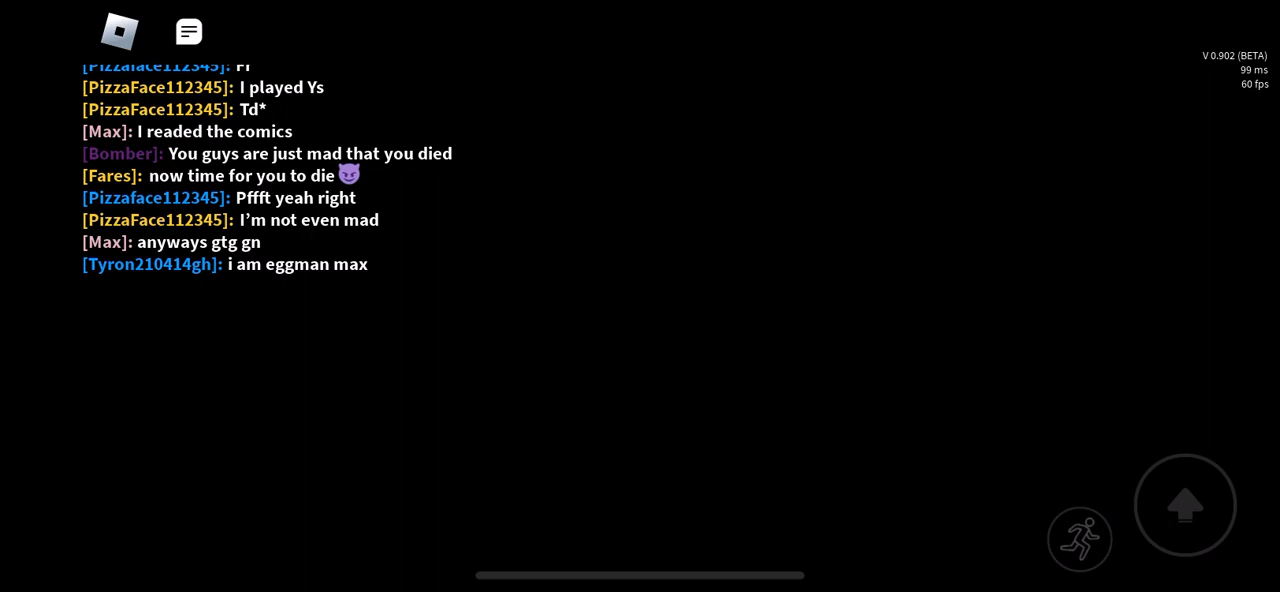 [Pizzaface112345]: Fr
V 0.902 (BETA)
99 ms
60 fps
[PizzaFace112345]: I played Ys
[PizzaFace112345]: Td*
[Max]: I readed the comics
[Bomber]: You guys are just mad that you died
[Fares]: now time for you to die😈
[Pizzaface112345]: Pffft yeah right
[PizzaFace112345]: I’m not even mad
[Max]: anyways gtg gn
[Tyron210414gh]: i am eggman max